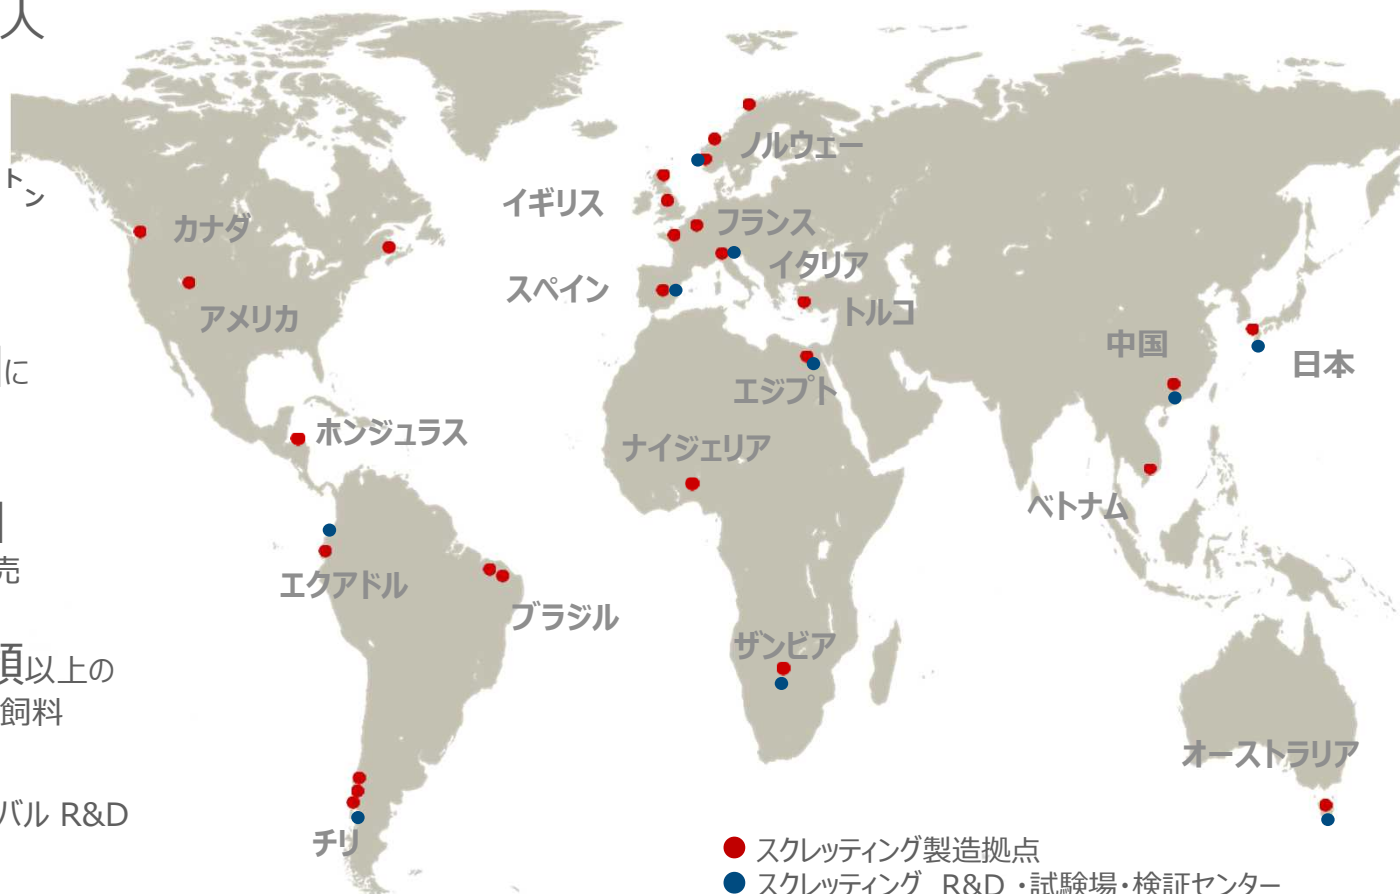 人
トン
に
売
以上の
飼料
バル R&D
ノルウェー
イギリス
フランス
カナダ
イタリア
スペイン
トルコ
アメリカ
中国
日本
エジプト
ホンジュラス
ナイジェリア
ベトナム
エクアドル
ブラジル
ザンビア
オーストラリア
チリ
スクレッティング製造拠点
スクレッティング R&D ・試験場・検証センター